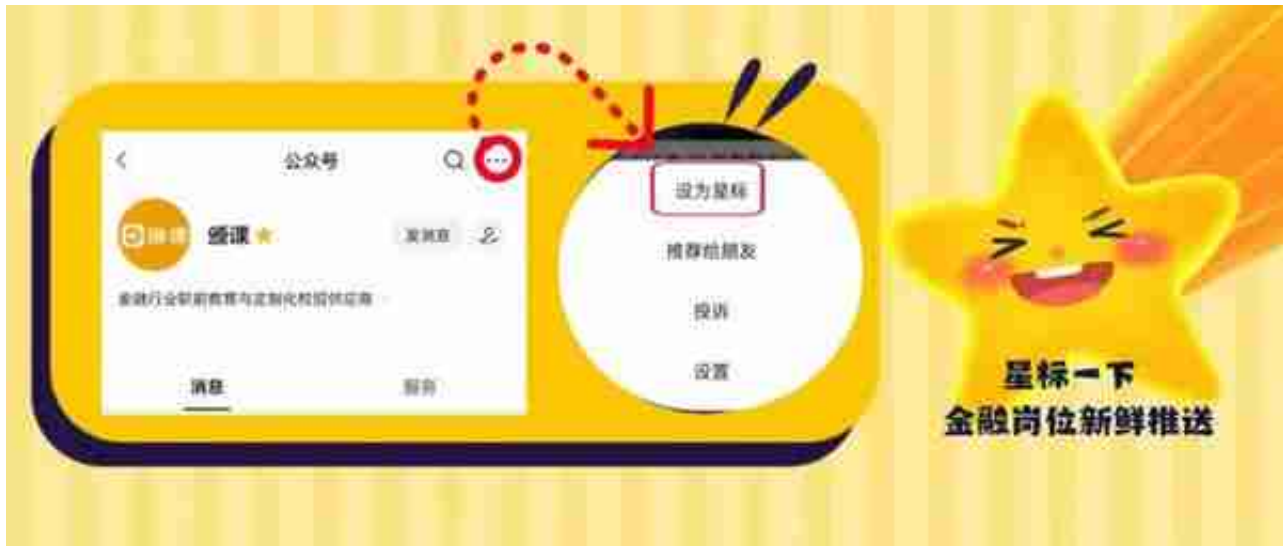 公众号
颁课
发消息
金融行业职前教育与定制化校招供应商
消息
服务
设为星标
推荐给朋友
投诉
设置
星标一下
金融岗位新鲜推送